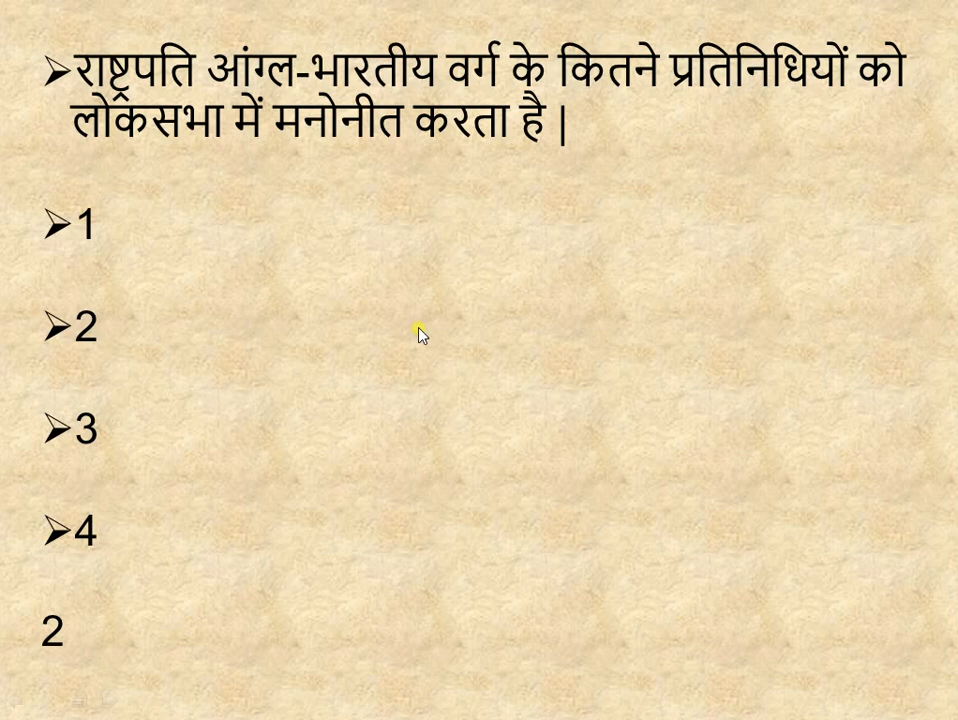 ➢राष्ट्रपति आंग्ल-भारतीय वर्ग के कितने प्रतिनिधियों को
लोकसभा में मनोनीत करता है |
➢1
➢2
➢3
➢4
2